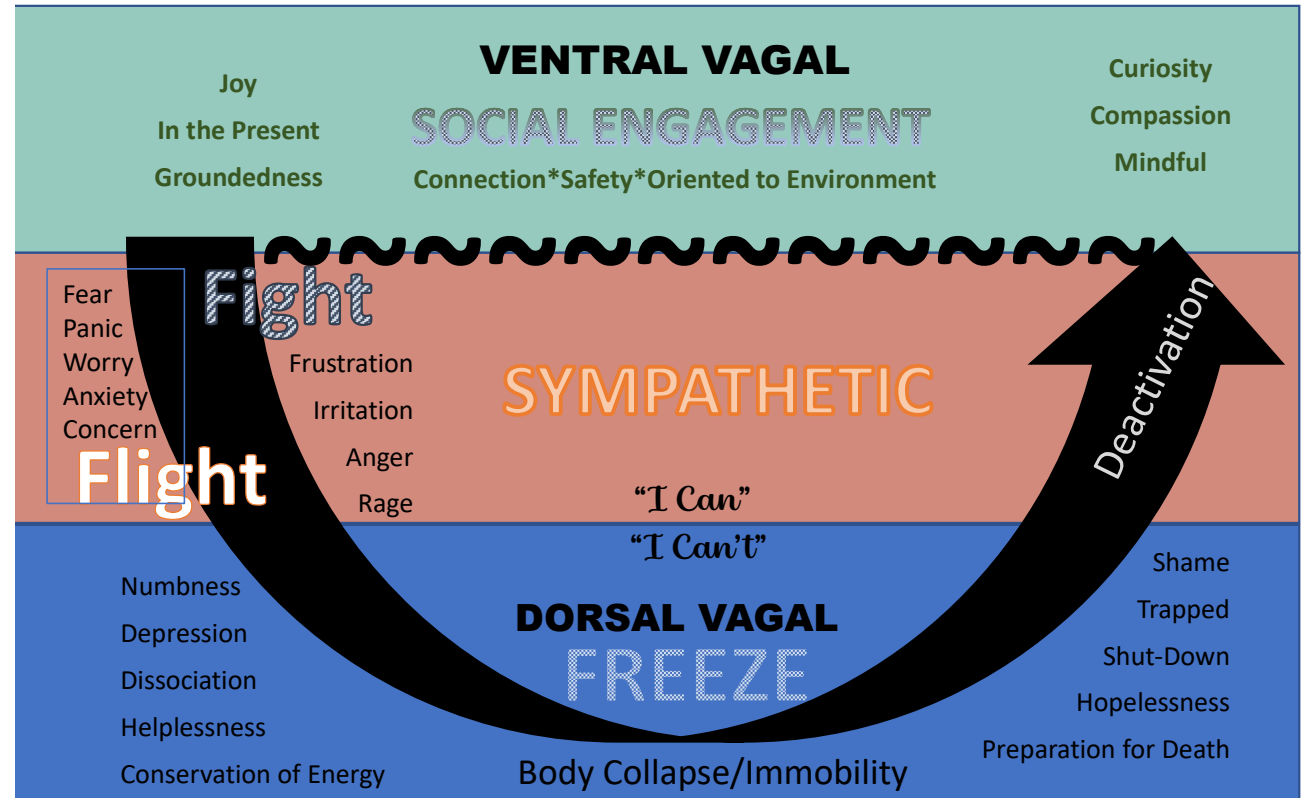 VENTRAL VAGAL
SOCIAL ENGAGEMENT
Connection*Safety*Oriented to Environment
Joy
In the Present
Groundedness
Curiosity
Compassion
Mindful
Fight
Fear
Panic
Worry
Anxiety
Concern
Flight
Frustration
Irritation
Anger
Rage
SYMPATHETIC
Deactivation
“I Can”
“I Can’t”
DORSAL VAGAL
FREEZE
Numbness
Depression
Dissociation
Helplessness
Conservation of Energy
Body Collapse/Immobility
Shame
Trapped
Shut-Down
Hopelessness
Preparation for Death